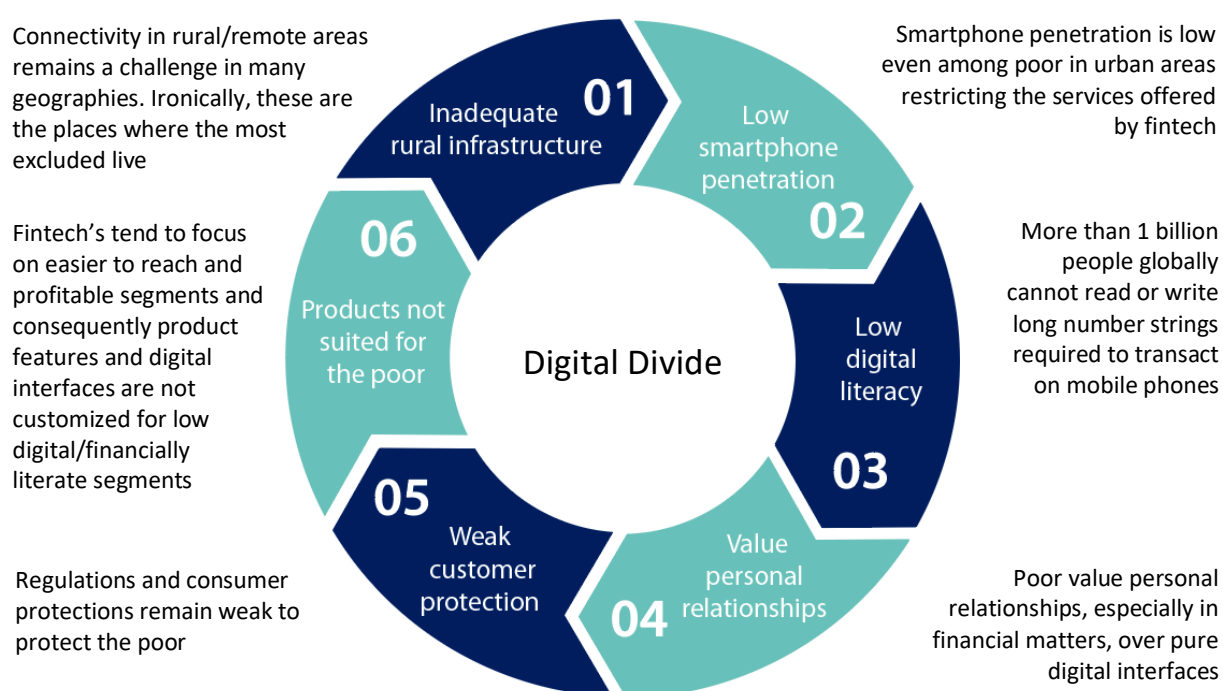 Connectivity in rural/remote areas
remains a challenge in many
geographies. Ironically, these are
the places where the most
excluded live
01
Inadequate
rural infrastructure
Low
smartphone
penetration
02
Smartphone penetration is low
even among poor in urban areas
restricting the services offered
by fintech
Fintech’s tend to focus
on easier to reach and
profitable segments and
consequently product
features and digital
interfaces are not
customized for low
digital/financially
literate segments
06
Products not
suited for
the poor
Digital Divide
Low
digital
literacy
03
More than 1 billion
people globally
cannot read or write
long number strings
required to transact
on mobile phones
Regulations and consumer
protections remain weak to
protect the poor
05
Weak
customer
protection
Value
personal
relationships
04
Poor value personal
relationships, especially in
financial matters, over pure
digital interfaces